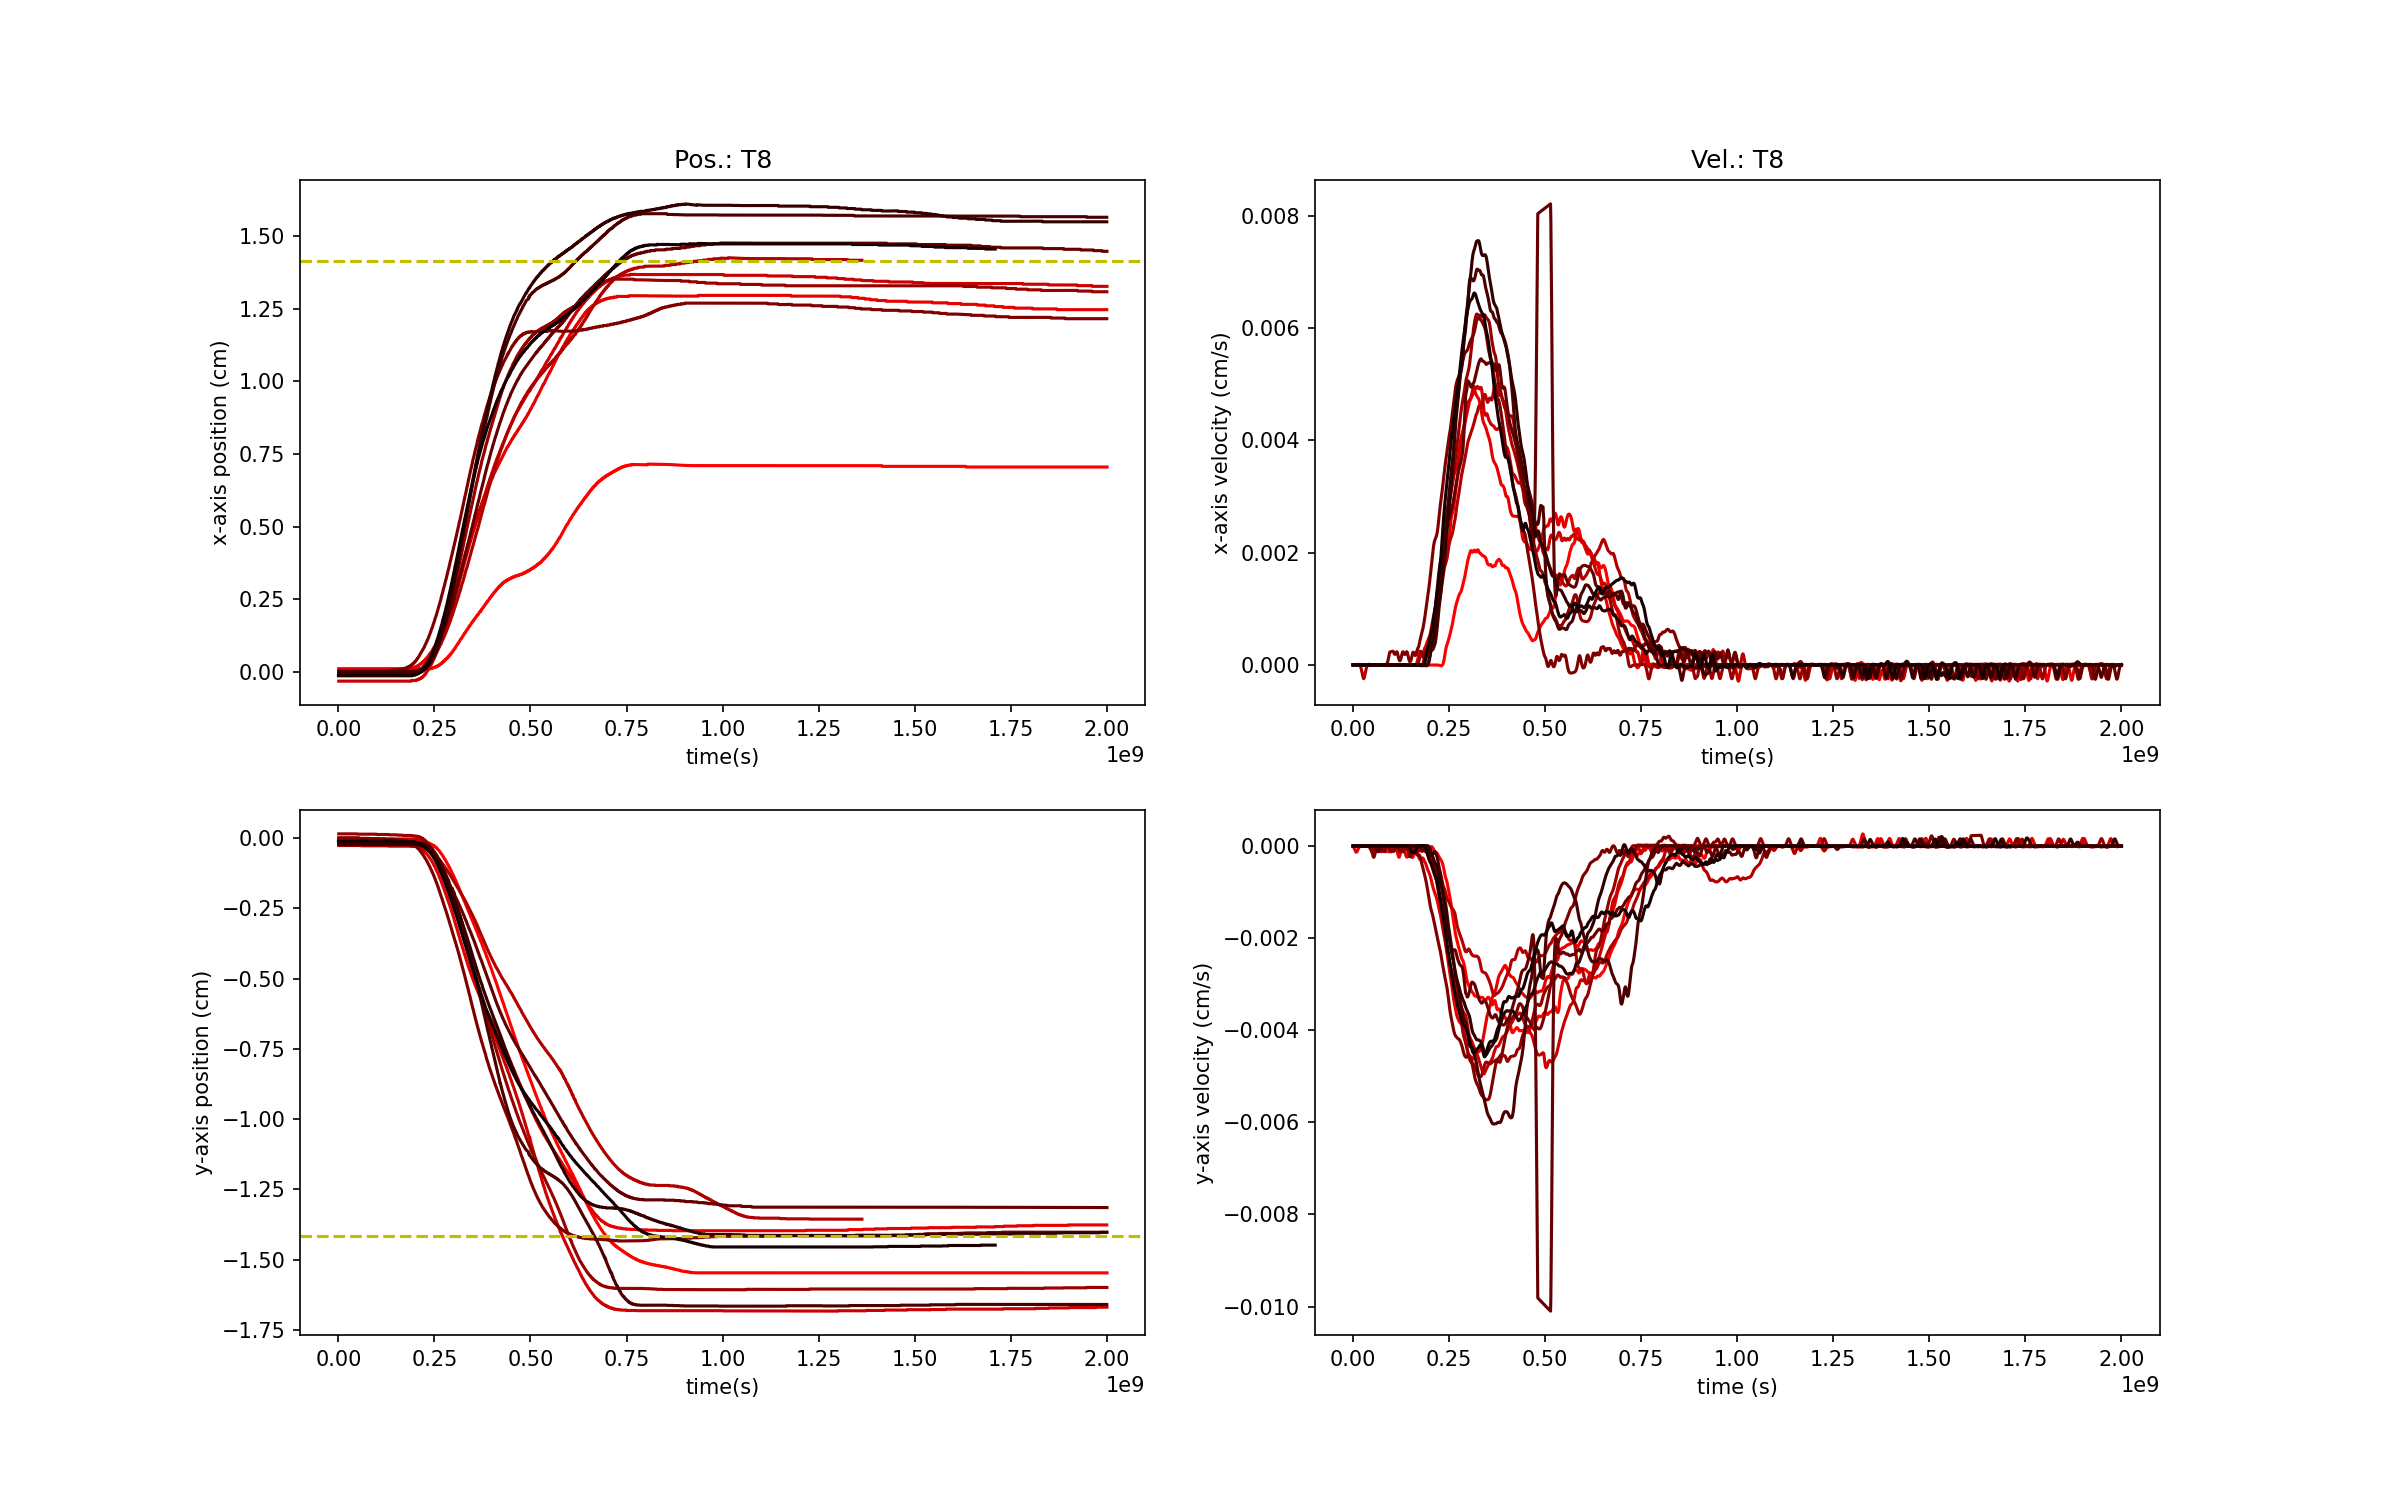 Pos.: T8
x-axis position (cm)
1.50
1.25
1.00
0.75
0.50
0.25
0.00
0.00 0.25 0.50 0.75 1.00 1.25 1.50 1.75 2.00
time(s)
1e9
Vel.: T8
x-axis velocity (cm/s)
0.008
0.006
0.004
0.002
0.000
0.00 0.25 0.50 0.75 1.00 1.25 1.50 1.75 2.00
time(s)
1e9
y-axis position (cm)
0.00
−0.25
−0.50
−0.75
−1.00
−1.25
−1.50
−1.75
0.00 0.25 0.50 0.75 1.00 1.25 1.50 1.75 2.00
time(s)
1e9
y-axis velocity (cm/s)
0.000
−0.002
−0.004
−0.006
−0.008
−0.010
0.00 0.25 0.50 0.75 1.00 1.25 1.50 1.75 2.00
time (s)
1e9